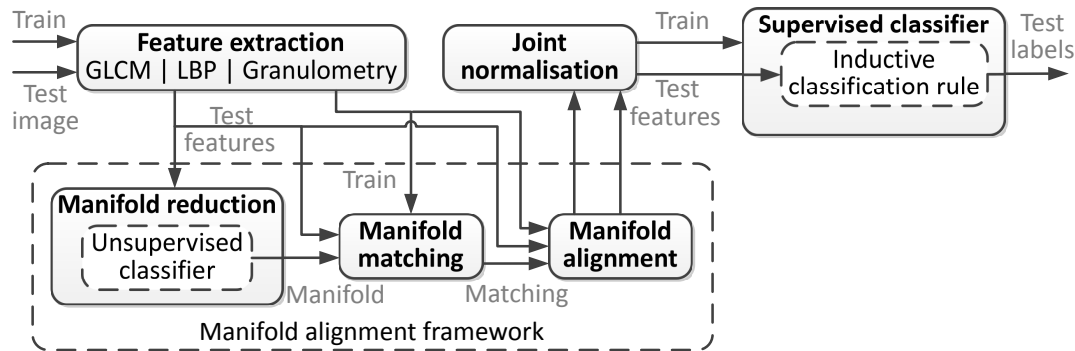 Train
Test
image
Feature extraction
GLCM | LBP | Granulometry
Joint
normalisation
Train
Test
features
Supervised classifier
Inductive
classification rule
Test
labels
Test
features
Train
Manifold reduction
Unsupervised
classifier
Manifold
Manifold
matching
Matching
Manifold
alignment
Manifold alignment framework